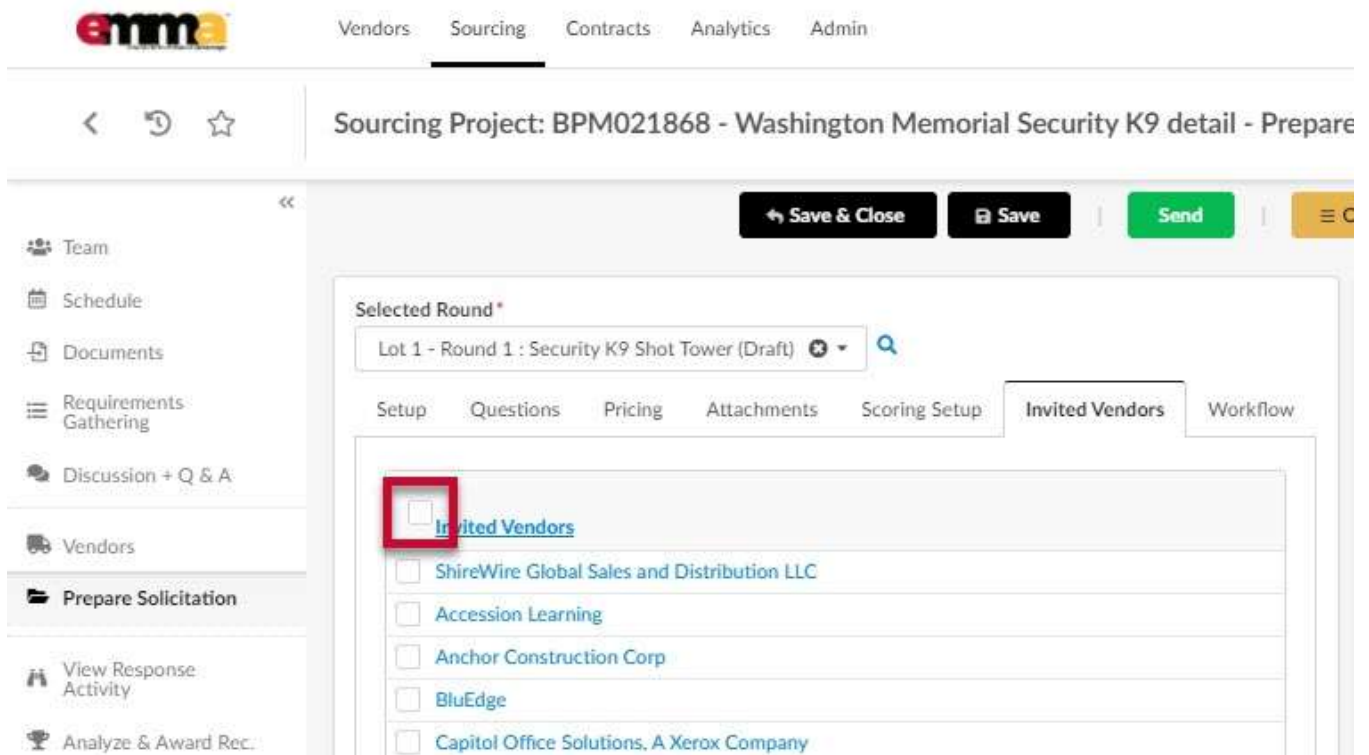 emma
Vendors Sourcing Contracts Analytics Admin
Sourcing Project: BPM021868 - Washington Memorial Security K9 detail - Prepare
Team
Schedule
Documents
Requirements
Gathering
Discussion + Q & A
Vendors
Prepare Solicitation
View Response
Activity
Analyze & Award Rec.
Save & Close Save Send
Selected Round*
Lot 1 - Round 1 : Security K9 Shot Tower (Draft)
Setup Questions Pricing Attachments Scoring Setup Invited Vendors Workflow
Invited Vendors
ShireWire Global Sales and Distribution LLC
Accession Learning
Anchor Construction Corp
BluEdge
Capitol Office Solutions, A Xerox Company